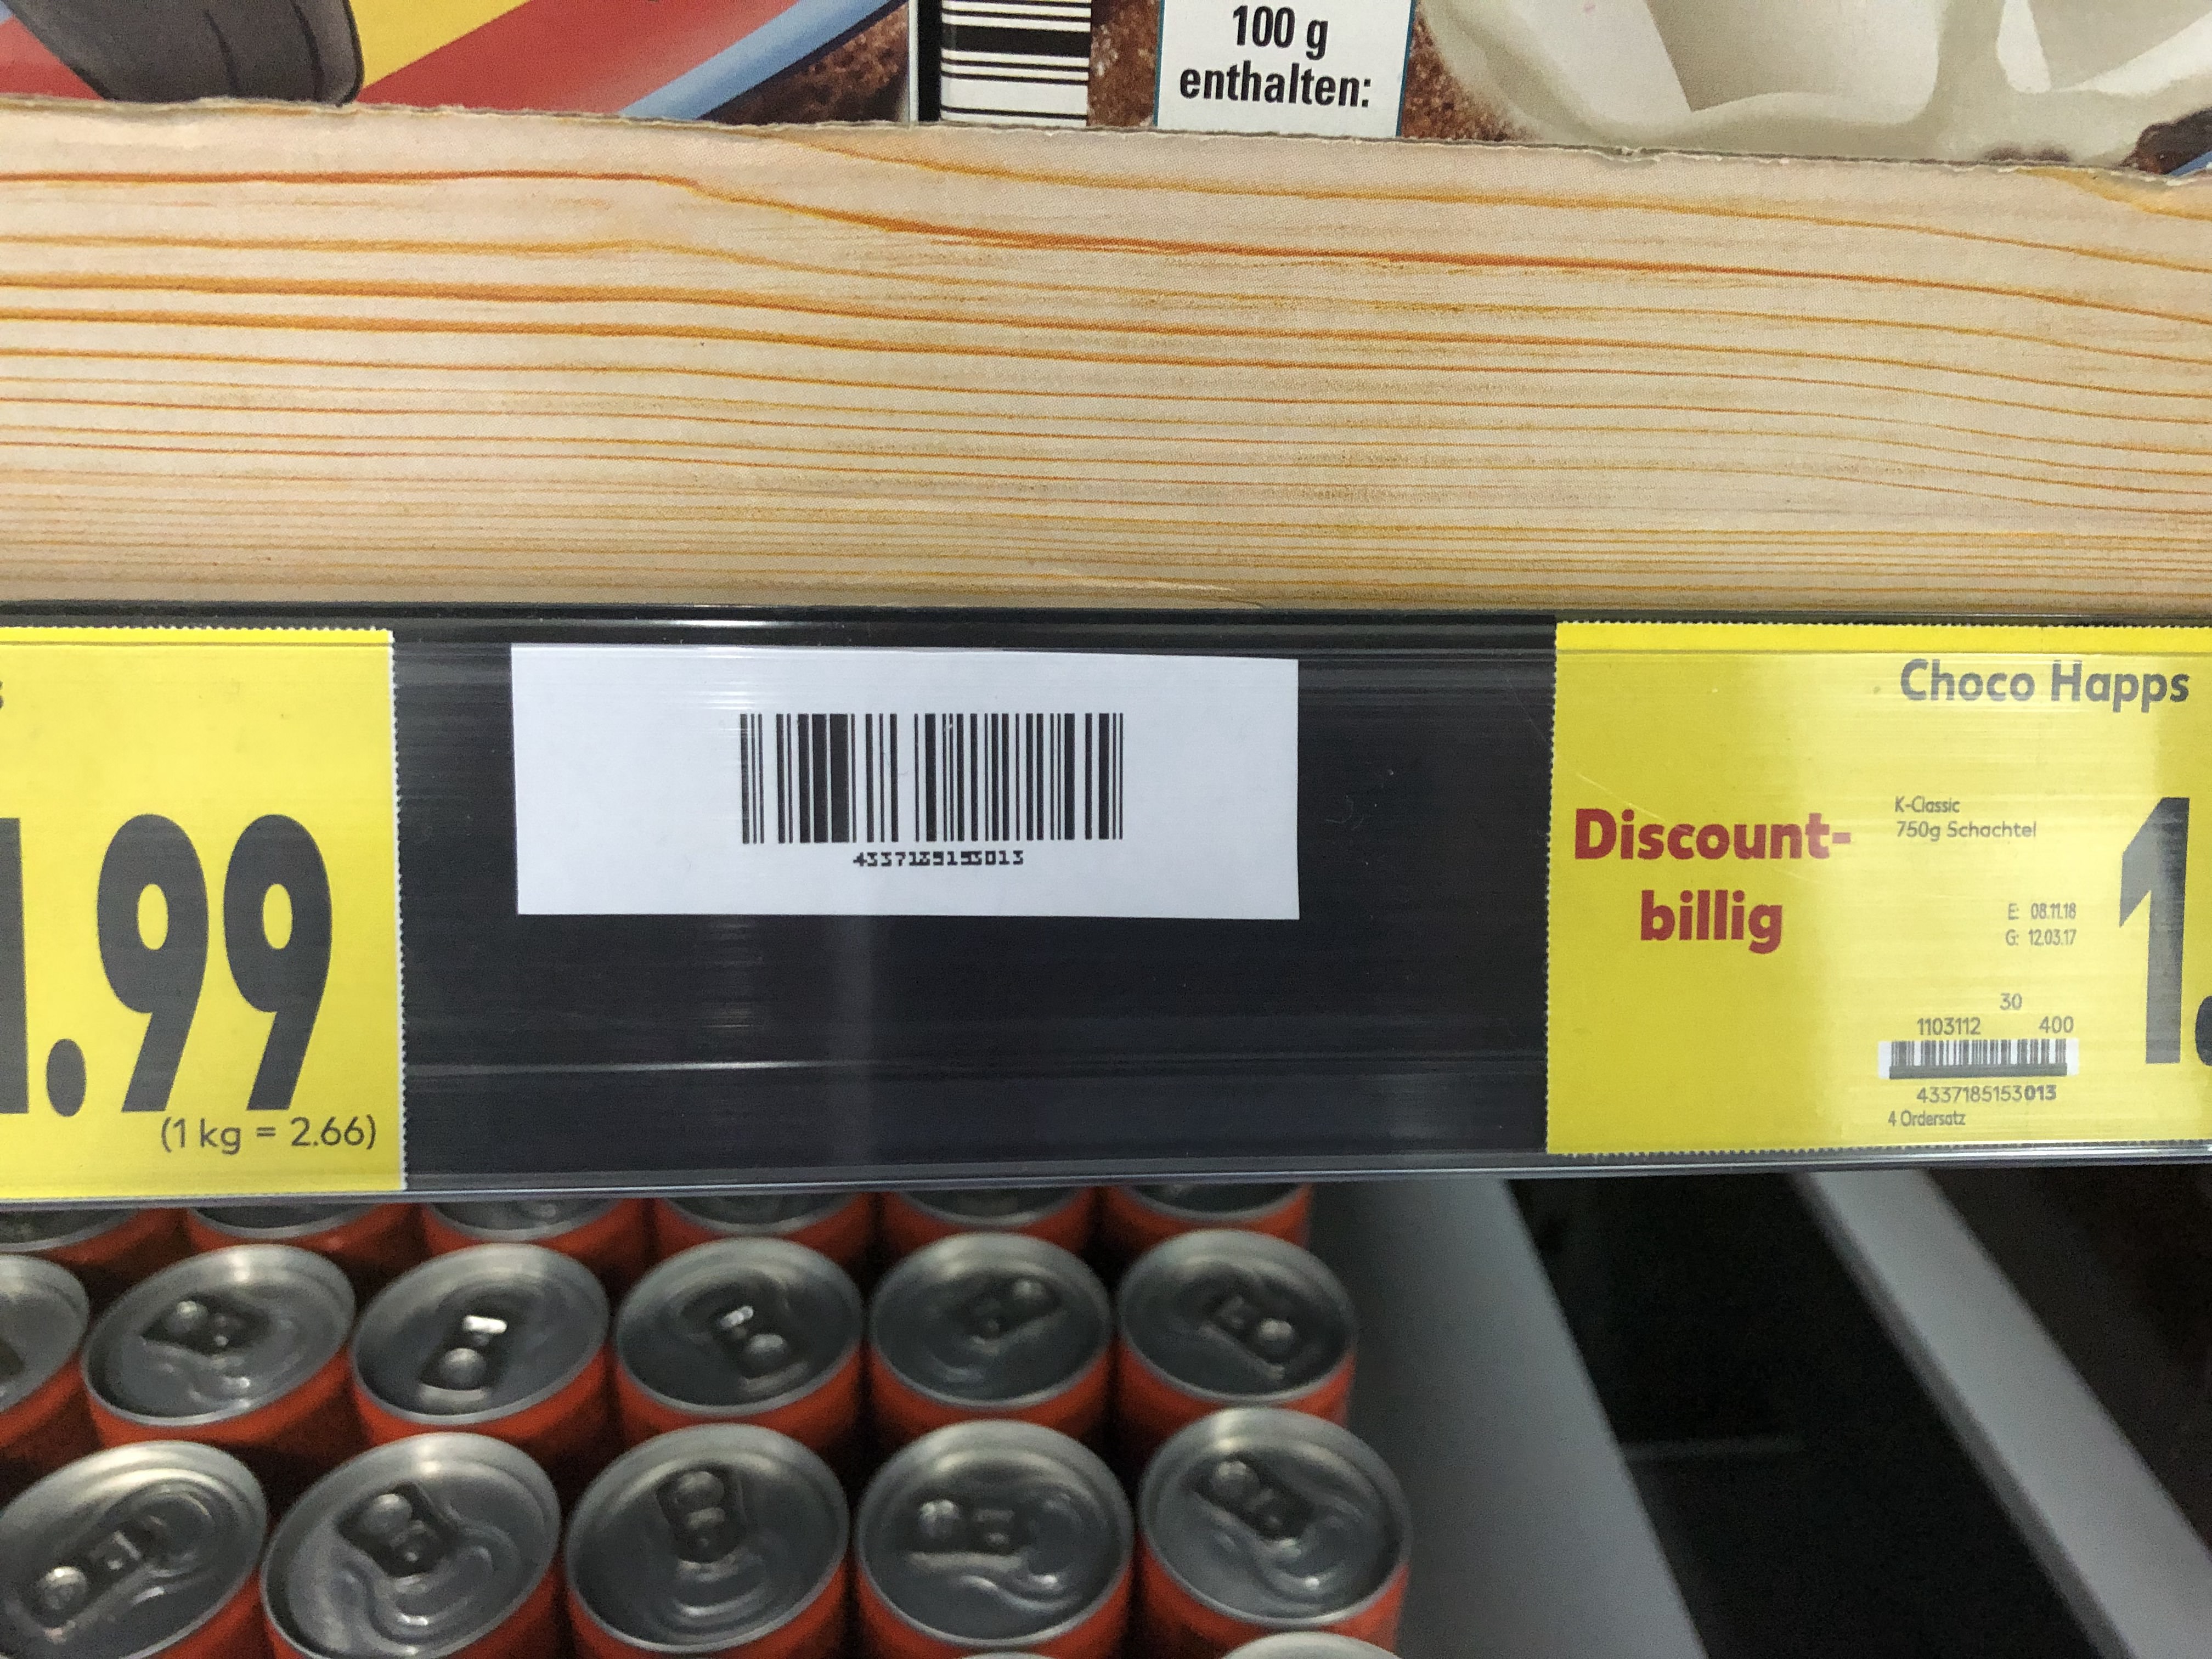 100 g
enthalten:
1.99
(1 kg = 2.66)
4337185153013
Choco Happs
Discount-
billig
K-Classic
750g Schachtel
E: 08.11.18
G: 12.03.17
30
1103112 400
4337185153013
4 Ordersatz
1.